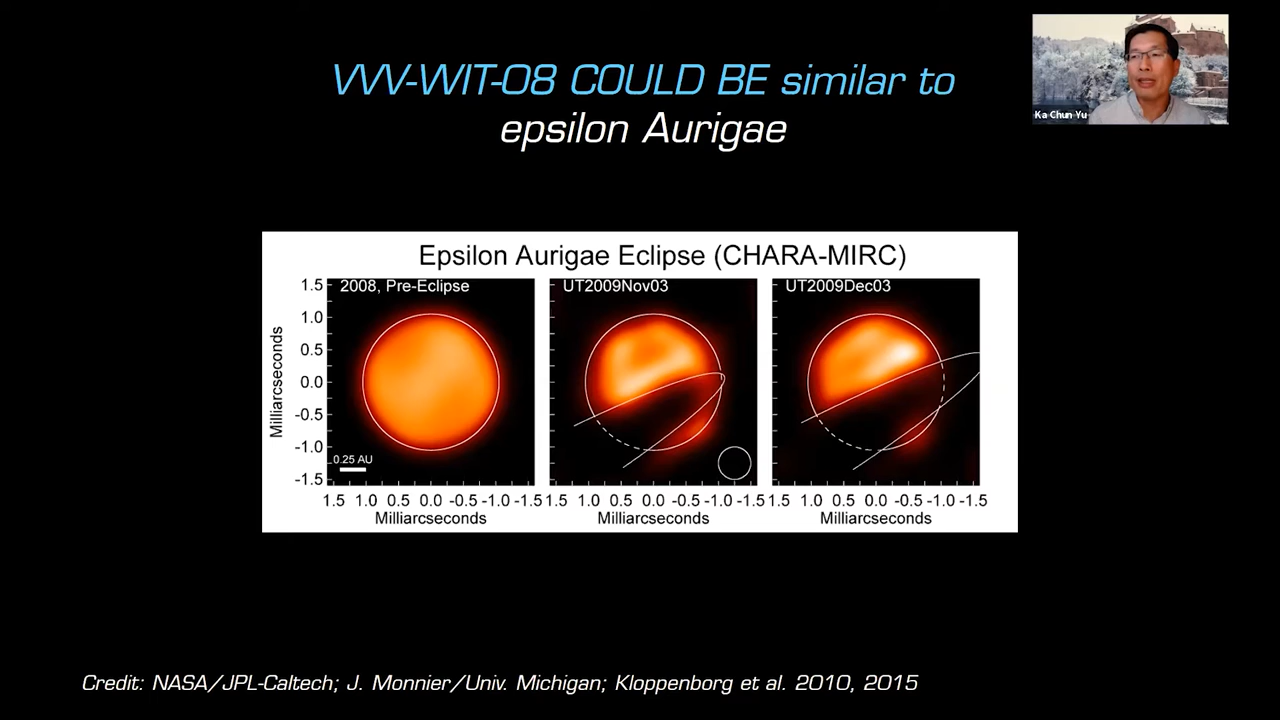 VVV-WIT-08 COULD BE similar to
epsilon Aurigae
Ka Chun Yu
Epsilon Aurigae Eclipse (CHARA-MIRC)
2008, Pre-Eclipse
UT2009Nov03
UT2009Dec03
1.5
1.0
0.5
0.0
-0.5
-1.0
-1.5
Milliarcseconds
0.25 AU
1.5 1.0 0.5 0.0 -0.5 -1.0 -1.5
1.5 1.0 0.5 0.0 -0.5 -1.0 -1.5
1.5 1.0 0.5 0.0 -0.5 -1.0 -1.5
Milliarcseconds
Milliarcseconds
Milliarcseconds
Credit: NASA/JPL-Caltech; J. Monnier/Univ. Michigan; Kloppenborg et al. 2010, 2015